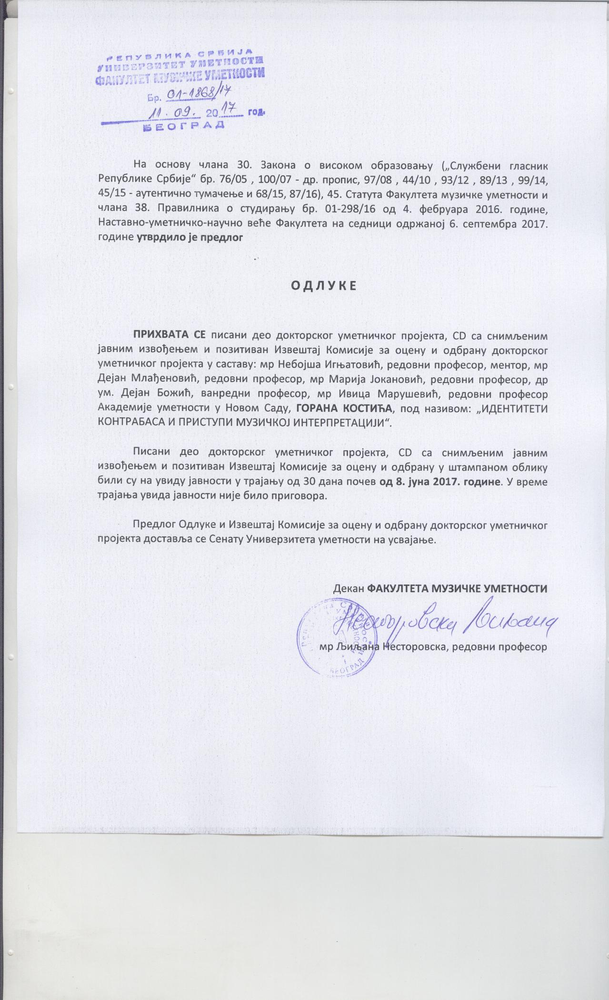 РЕПУБЛИКА СРБИЈА
УНИВЕРЗИТЕТ УМЕТНОСТИ
ФАКУЛТЕТ МУЗИЧКЕ УМЕТНОСТИ
Бр. 01-1868/17
11. 09. 2017 год.
БЕОГРАД
На основу члана 30. Закона о високом образовању („Службени гласник
Републике Србије“ бр. 76/05 , 100/07 - др. пропис, 97/08 , 44/10 , 93/12 , 89/13 , 99/14,
45/15 - аутентично тумачење и 68/15, 87/16), 45. Статута Факултета музичке уметности и
члана 38. Правилника о студирању бр. 01-298/16 од 4. фебруара 2016. године,
Наставно-уметничко-научно веће Факултета на седници одржаној 6. септембра 2017.
године утврдило је предлог
О Д Л У К Е
ПРИХВАТА СЕ писани део докторског уметничког пројекта, CD са снимљеним
јавним извођењем и позитиван Извештај Комисије за оцену и одбрану докторског
уметничког пројекта у саставу: мр Небојша Игњатовић, редовни професор, ментор, мр
Дејан Млађеновић, редовни професор, мр Марија Јокановић, редовни професор, др
ум. Дејан Божић, ванредни професор, мр Ивица Марушевић, редовни професор
Академије уметности у Новом Саду, ГОРАНА КОСТИЋА, под називом: „ИДЕНТИТЕТИ
КОНТРАБАСА И ПРИСТУПИ МУЗИЧКОЈ ИНТЕРПРЕТАЦИЈИ“.
Писани део докторског уметничког пројекта, CD са снимљеним јавним
извођењем и позитиван Извештај Комисије за оцену и одбрану у штампаном облику
били су на увиду јавности у трајању од 30 дана почев од 8. јуна 2017. године. У време
трајања увида јавности није било приговора.
Предлог Одлуке и Извештај Комисије за оцену и одбрану докторског уметничког
пројекта доставља се Сенату Универзитета уметности на усвајање.
Декан ФАКУЛТЕТА МУЗИЧКЕ УМЕТНОСТИ
Несторовска Љиљана
мр Љиљана Несторовска, редовни професор
БЕОГРАД